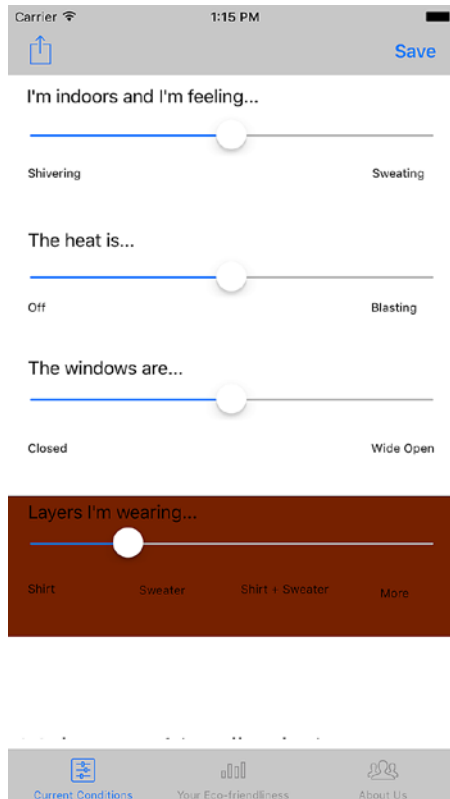 Carrier 1:15 PM
Save
I'm indoors and I'm feeling...
Shivering Sweating
The heat is...
Off Blasting
The windows are...
Closed Wide Open
Layers I'm wearing...
Shirt Sweater Shirt + Sweater More
Current Conditions Your Eco-friendliness About Us